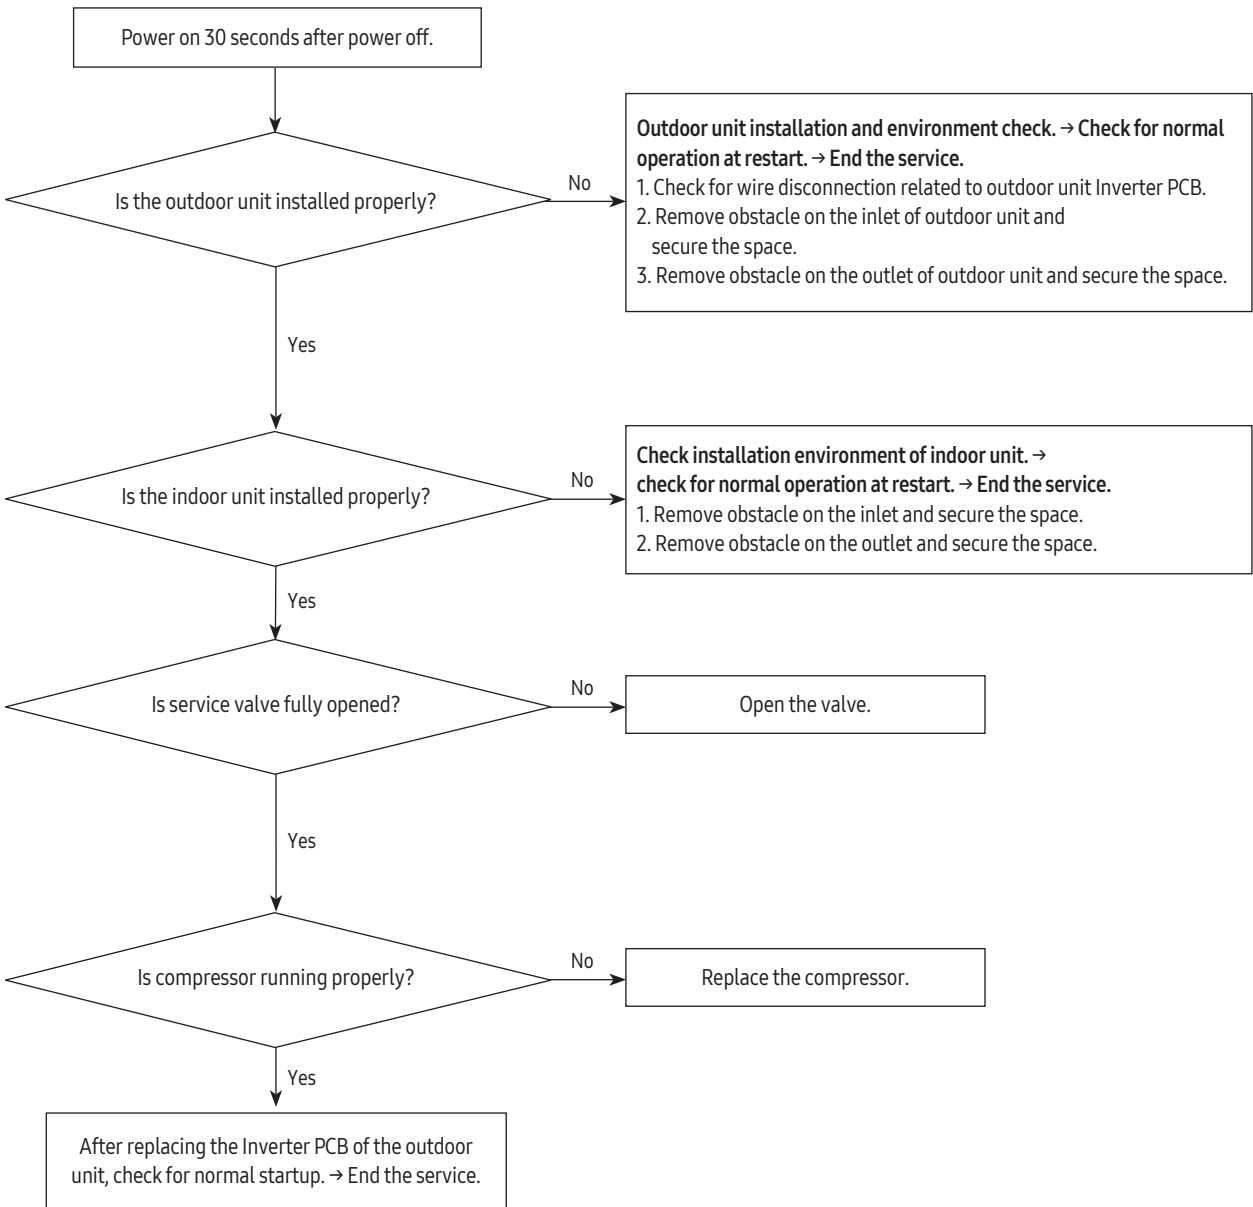 Power on 30 seconds after power off.
Is the outdoor unit installed properly?
No
Outdoor unit installation and environment check. → Check for normal
operation at restart. → End the service.
1. Check for wire disconnection related to outdoor unit Inverter PCB.
2. Remove obstacle on the inlet of outdoor unit and
secure the space.
3. Remove obstacle on the outlet of outdoor unit and secure the space.
Yes
Is the indoor unit installed properly?
No
Check installation environment of indoor unit. →
check for normal operation at restart. → End the service.
1. Remove obstacle on the inlet and secure the space.
2. Remove obstacle on the outlet and secure the space.
Yes
Is service valve fully opened?
No
Open the valve.
Yes
Is compressor running properly?
No
Replace the compressor.
Yes
After replacing the Inverter PCB of the outdoor
unit, check for normal startup. → End the service.